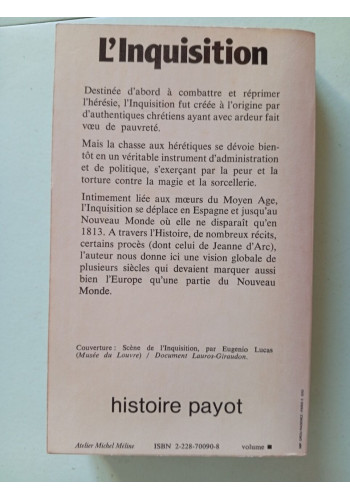 L'Inquisition
Destinée d'abord à combattre et réprimer
l'hérésie, l'Inquisition fut créée à l'origine par
d'authentiques chrétiens ayant avec ardeur fait
vœu de pauvreté.
Mais la chasse aux hérétiques se dévoie bien-
tôt en un véritable instrument d'administration
et de politique, s'exerçant par la peur et la
torture contre la magie et la sorcellerie.
Intimement liée aux mœurs du Moyen Age,
l'Inquisition se déplace en Espagne et jusqu'au
Nouveau Monde où elle ne disparaît qu'en
1813. A travers l'Histoire, de nombreux récits,
certains procès (dont celui de Jeanne d'Arc),
l'auteur nous donne ici une vision globale de
plusieurs siècles qui devaient marquer aussi
bien l'Europe qu'une partie du Nouveau
Monde.
Couverture : Scène de l'Inquisition, par Eugenio Lucas
(Musée du Louvre) / Document Lauros-Giraudon.
histoire payot
Atelier Michel Méline ISBN 2-228-70090-8 volume ■